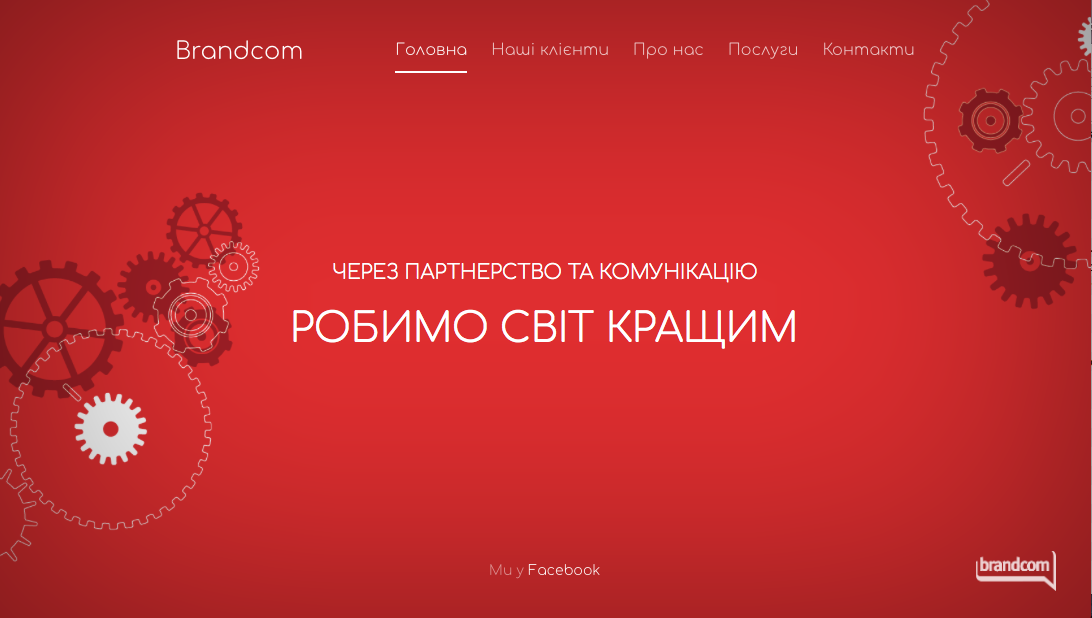 Brandcom
Головна Наші клієнти Про нас Послуги Контакти
ЧЕРЕЗ ПАРТНЕРСТВО ТА КОМУНІКАЦІЮ
РОБИМО СВІТ КРАЩИМ
Ми у Facebook
brandcom